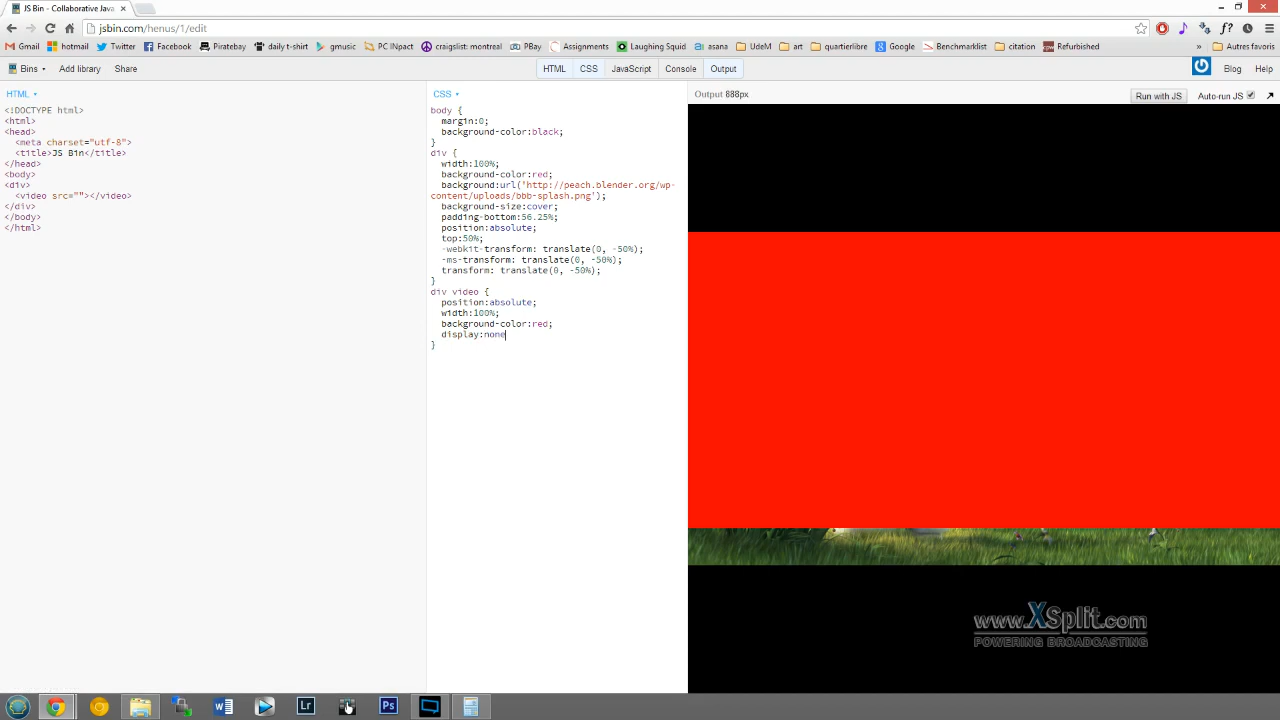 JS Bin - Collaborative Java
jsbin.com/henus/1/edit
Gmail hotmail Twitter Facebook Piratebay daily t-shirt gmusic PC INpact craigslist: montreal PBay Assignments Laughing Squid asana UdeM art quartierlibre Google Benchmarklist citation Refurbished » Autres favoris
Bins Add library Share HTML CSS JavaScript Console Output Blog Help
HTML
<!DOCTYPE html>
<html>
<head>
<meta charset="utf-8">
<title>JS Bin</title>
</head>
<body>
<div>
<video src=""></video>
</div>
</body>
</html>
CSS
body {
margin:0;
background-color:black;
}
div {
width:100%;
background-color:red;
background:url('http://peach.blender.org/wp-
content/uploads/bbb-splash.png');
background-size:cover;
padding-bottom:56.25%;
position:absolute;
top:50%;
-webkit-transform: translate(0, -50%);
-ms-transform: translate(0, -50%);
transform: translate(0, -50%);
}
div video {
position:absolute;
width:100%;
background-color:red;
display:none
}
Output 888px
Run with JS Auto-run JS
www.XSplit.com
POWERING BROADCASTING
Lr Ps